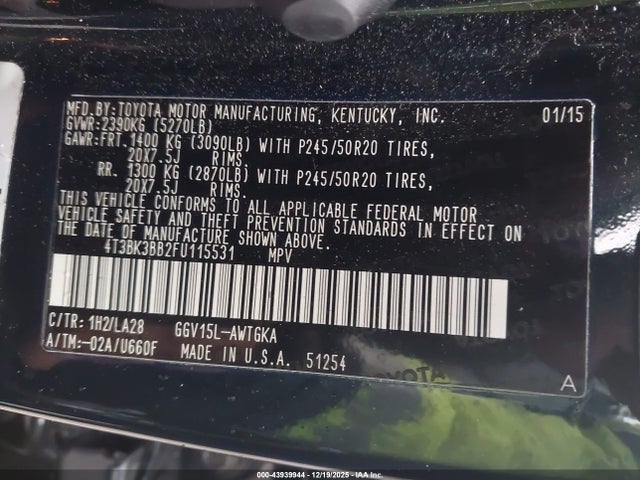 MFD.BY:TOYOTA MOTOR MANUFACTURING, KENTUCKY, INC. 01/15
GVWR:2390KG (5270LB)
GAWR:FRT.1400 KG (3090LB) WITH P245/50R20 TIRES,
20X7.5J RIMS.
RR. 1300 KG (2870LB) WITH P245/50R20 TIRES,
20X7.5J RIMS.
THIS VEHICLE CONFORMS TO ALL APPLICABLE FEDERAL MOTOR
VEHICLE SAFETY AND THEFT PREVENTION STANDARDS IN EFFECT ON
THE DATE OF MANUFACTURE SHOWN ABOVE.
4T3BK3BB2FU115531 MPV
C/TR: 1H2/LA28 GGV15L-AWTGKA
A/TM:-02A/U660F MADE IN U.S.A. 51254
A
000-43939944 - 12/19/2025 - IAA Inc.